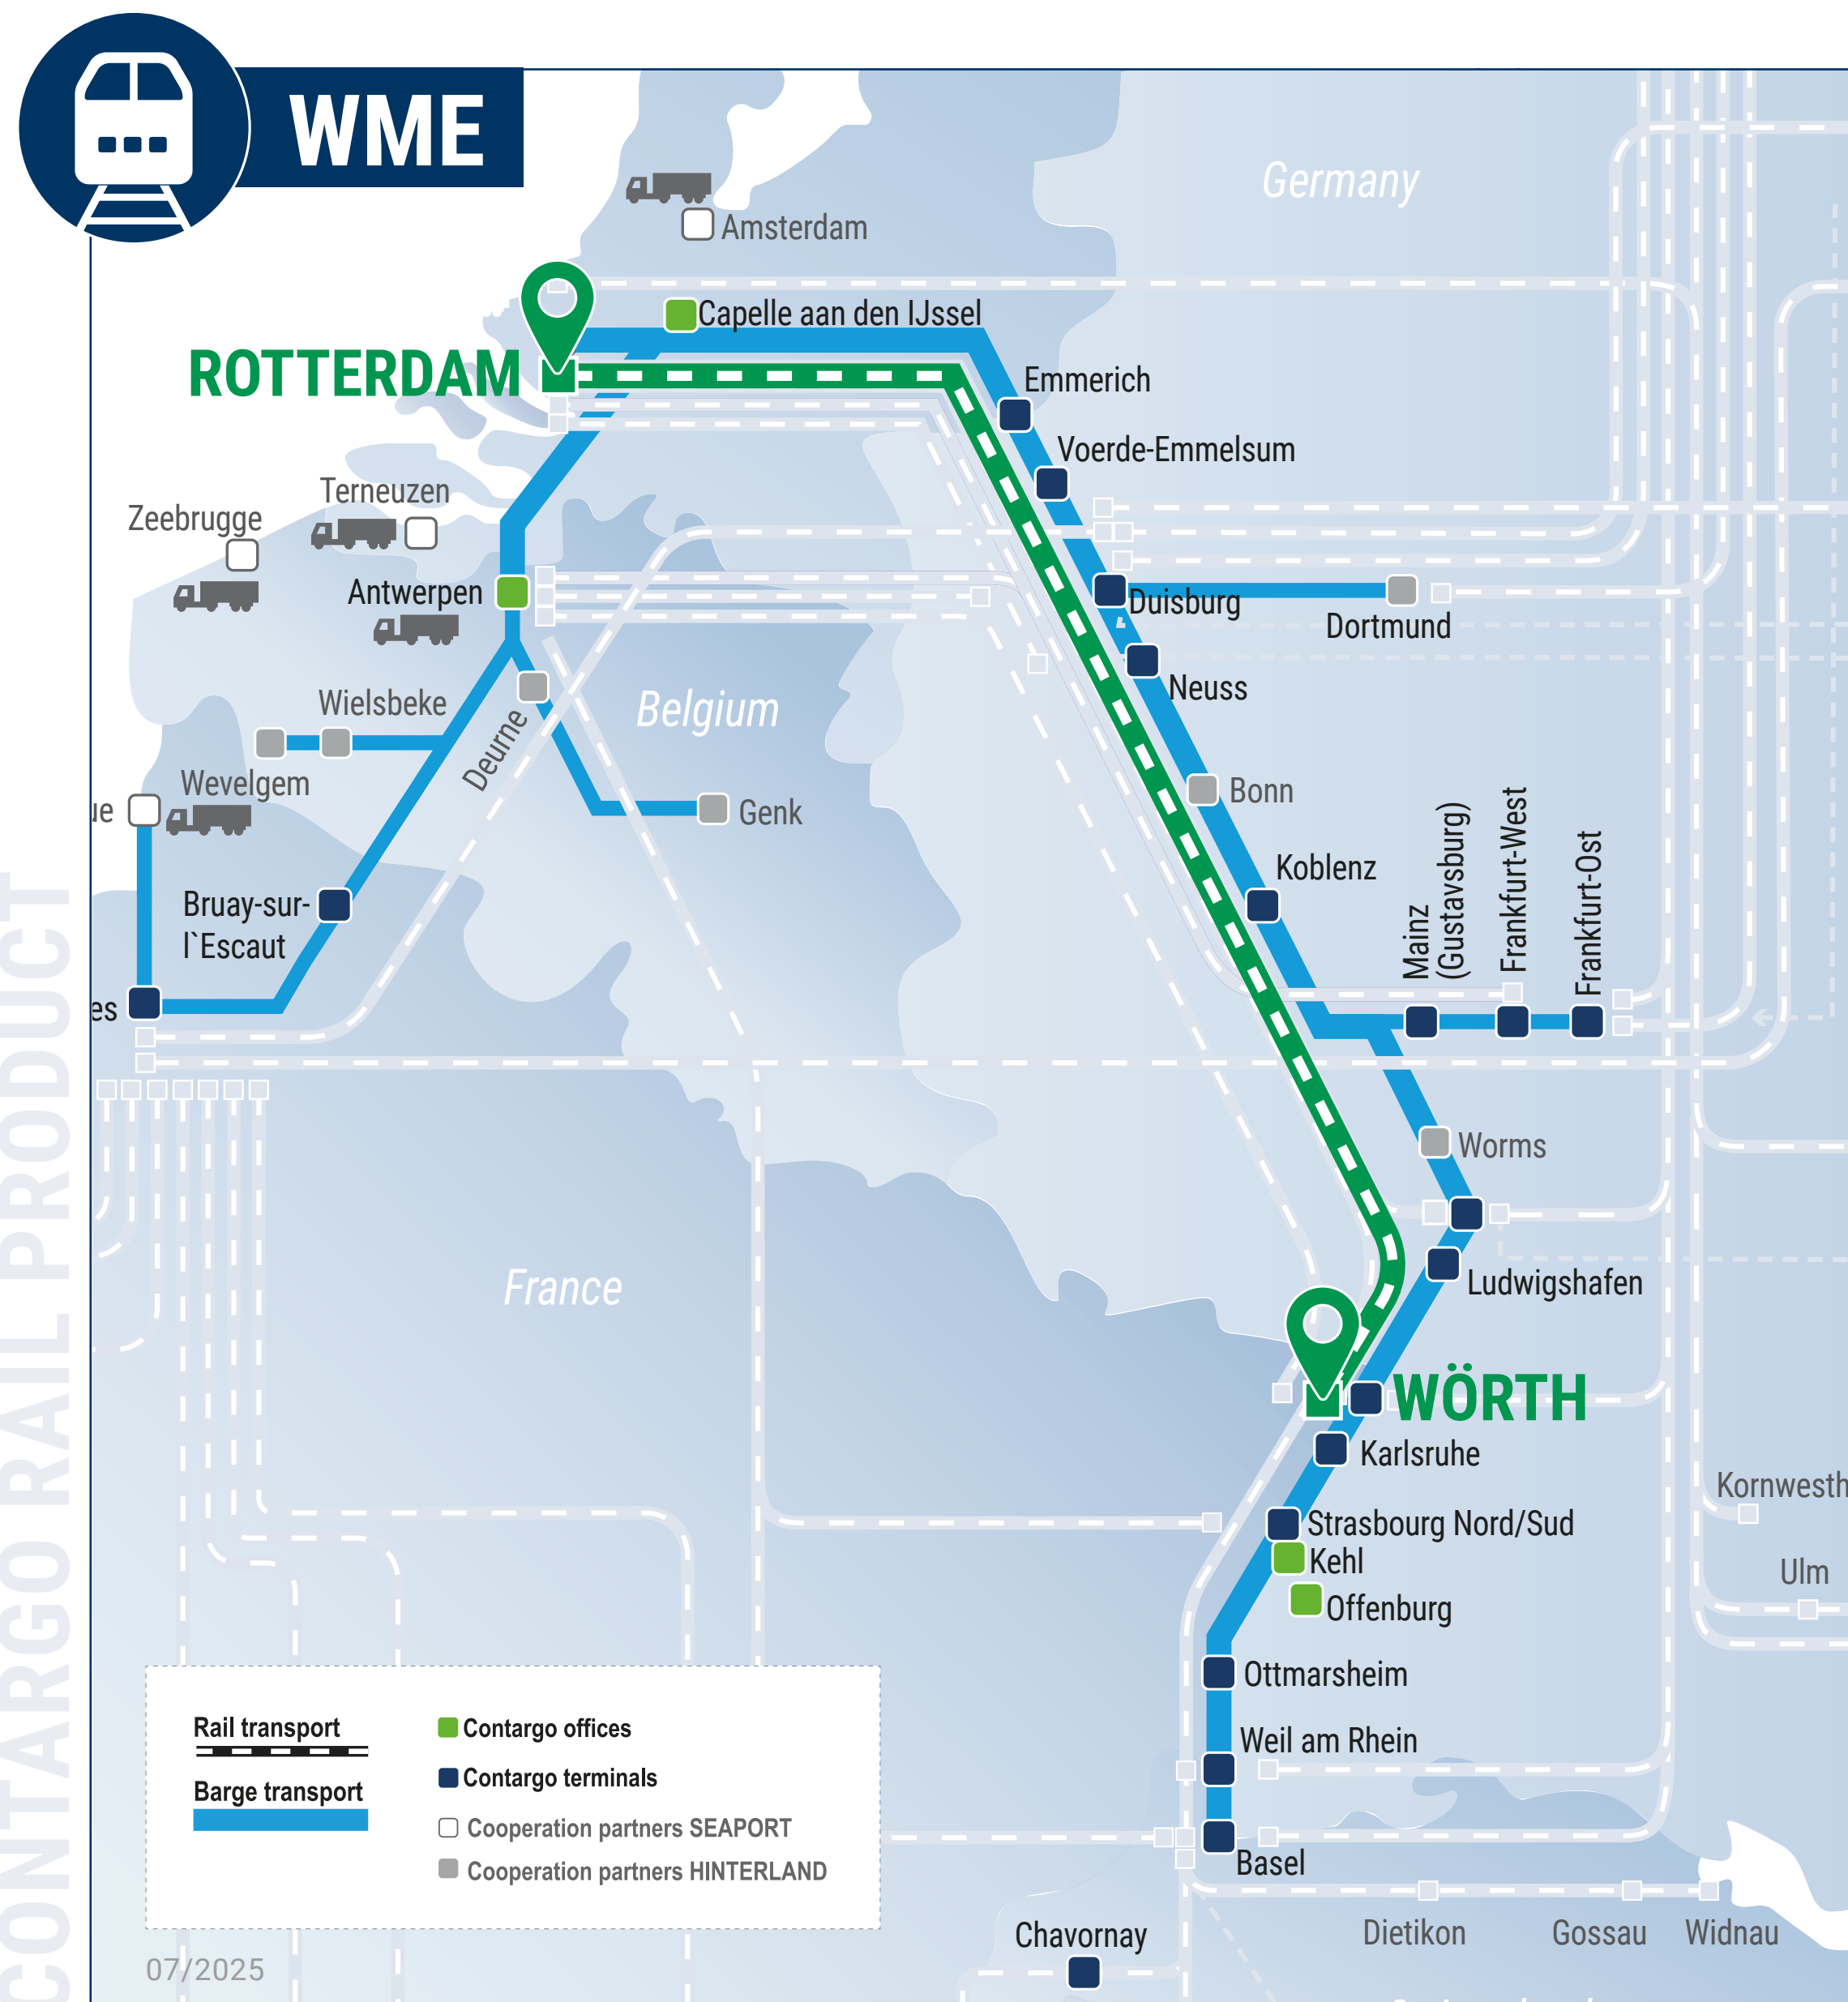 WME
Germany
Amsterdam
Capelle aan den IJssel
ROTTERDAM
Emmerich
Voerde-Emmelsum
Terneuzen
Zeebrugge
Antwerpen
Duisburg
Dortmund
Neuss
Wielsbeke
Belgium
Deurne
Wevelgem
Bonn
ue
Genk
Koblenz
Mainz
(Gustavsburg)
Frankfurt-West
Frankfurt-Ost
Bruay-sur-
l`Escaut
es
Worms
France
Ludwigshafen
WÖRTH
Karlsruhe
Kornwesth
Strasbourg Nord/Sud
Kehl
Ulm
Offenburg
Ottmarsheim
Weil am Rhein
Basel
Rail transport
Barge transport
Contargo offices
Contargo terminals
Cooperation partners SEAPORT
Cooperation partners HINTERLAND
Chavornay
Dietikon
Gossau
Widnau
07/2025
CONTARGO RAIL PRODUCT